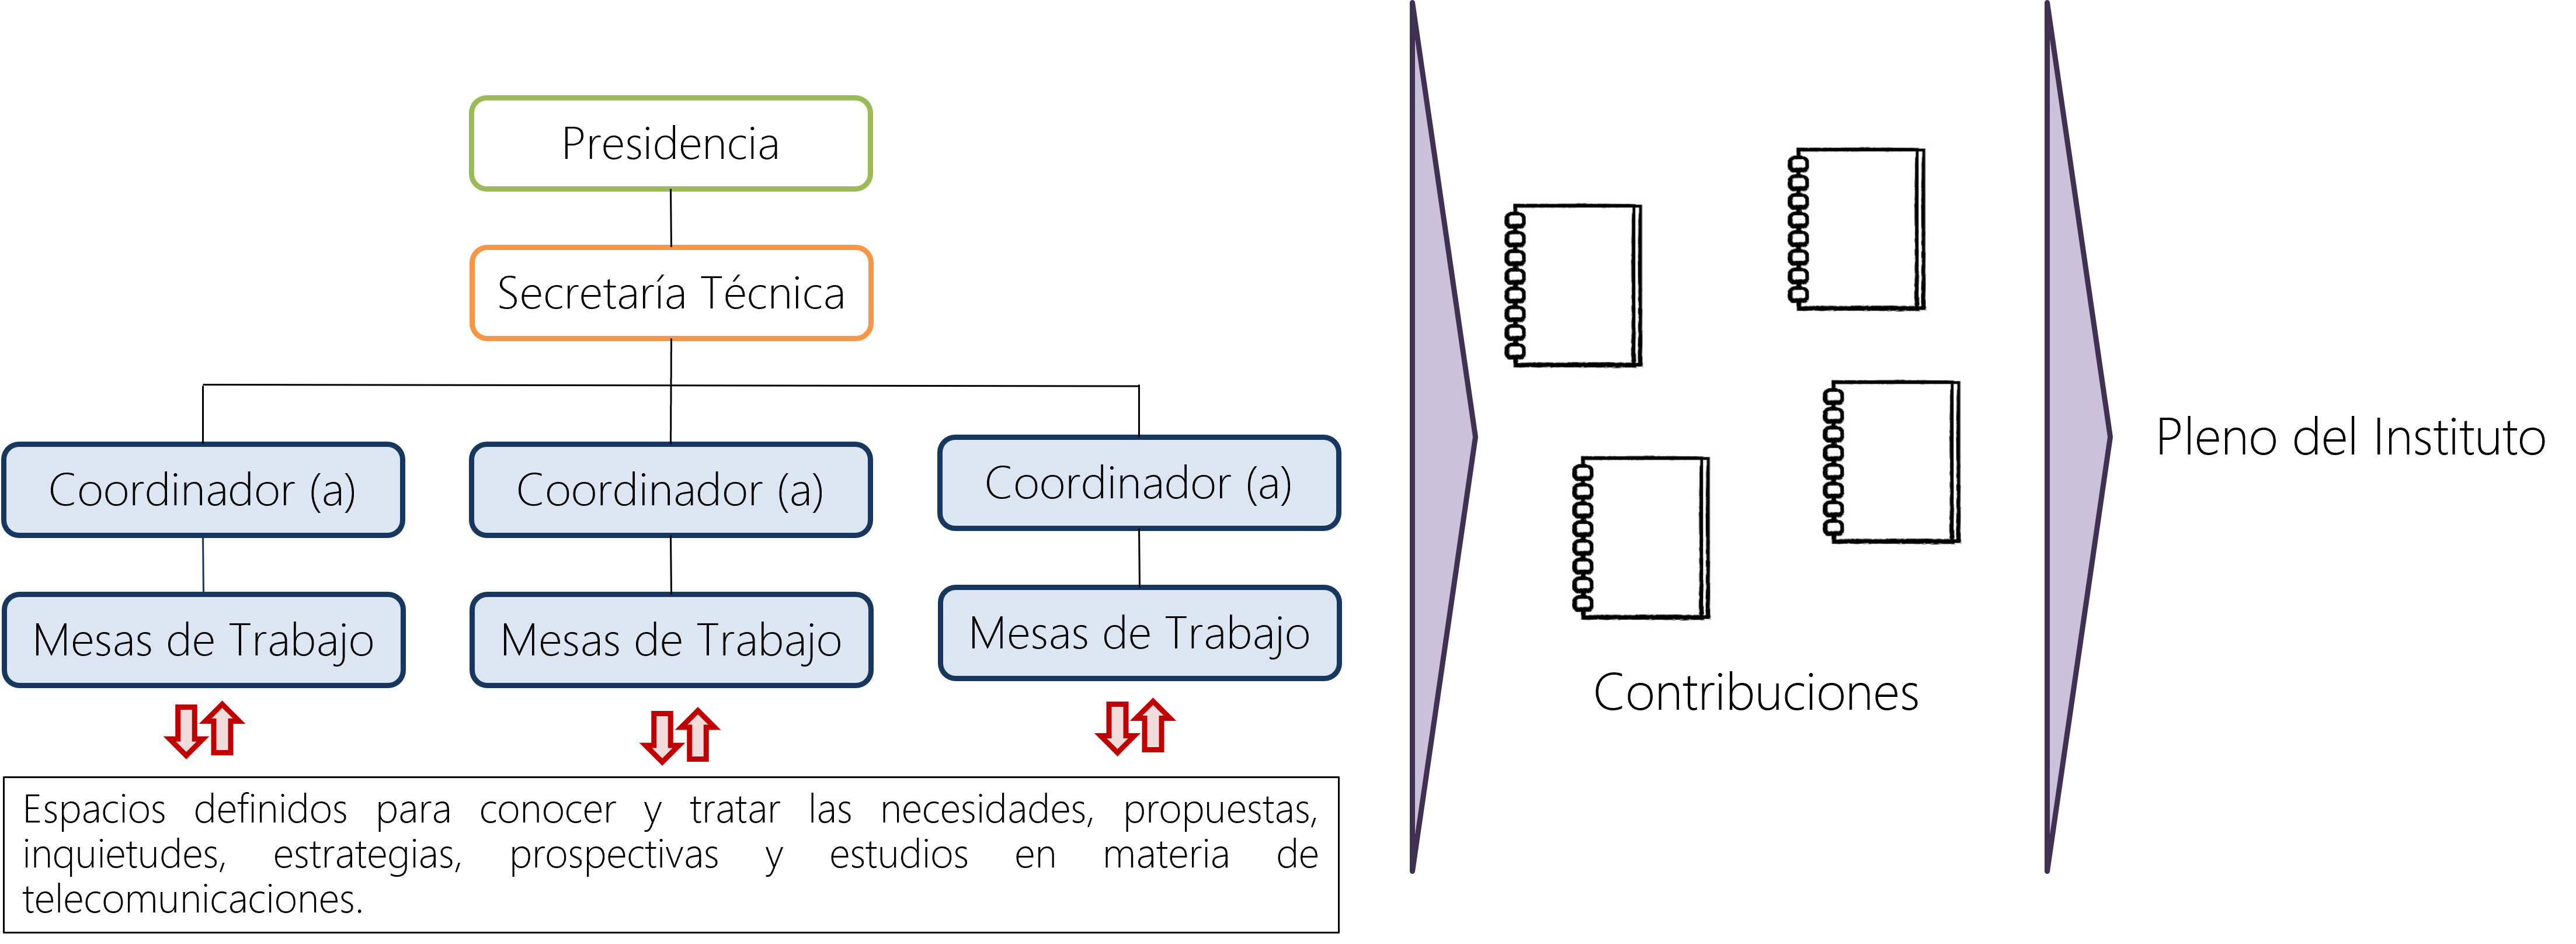 Presidencia
Secretaría Técnica
Coordinador (a)
Coordinador (a)
Coordinador (a)
Mesas de Trabajo
Mesas de Trabajo
Mesas de Trabajo
Espacios definidos para conocer y tratar las necesidades, propuestas,
inquietudes, estrategias, prospectivas y estudios en materia de
telecomunicaciones.
Contribuciones
Pleno del Instituto